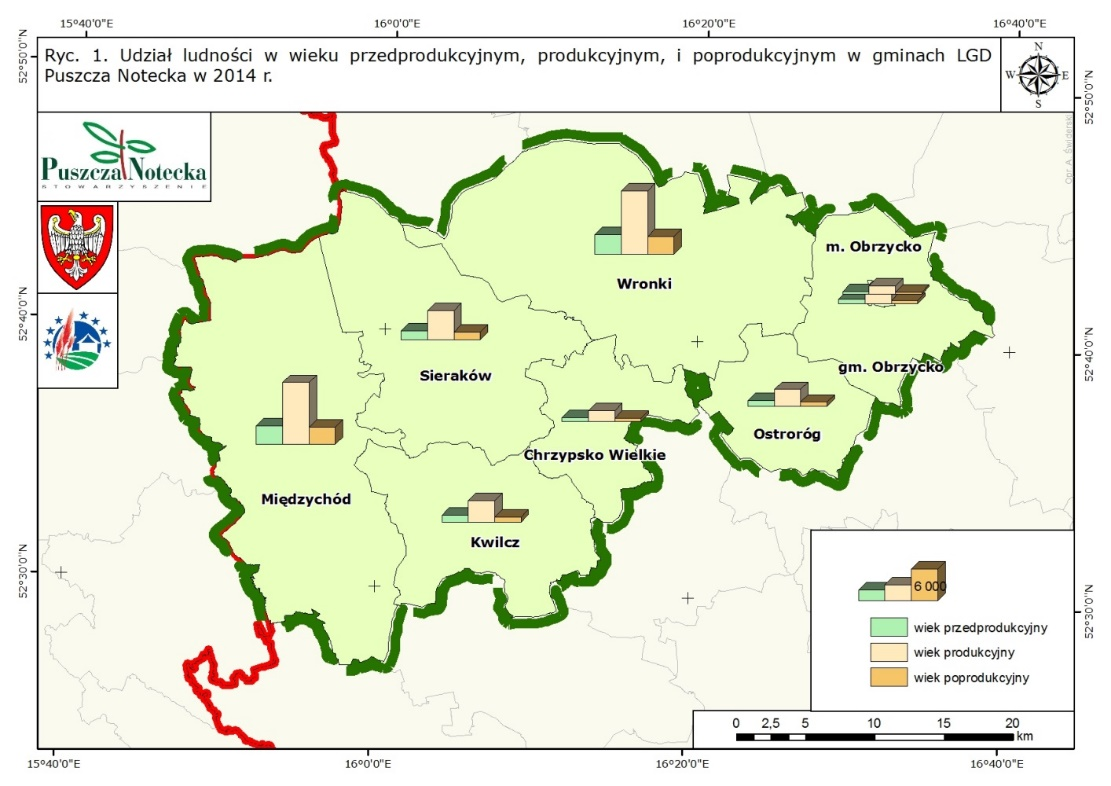 15°40'0"E 16°0'0"E 16°20'0"E 16°40'0"E
Ryc. 1. Udział ludności w wieku przedprodukcyjnym, produkcyjnym, i poprodukcyjnym w gminach LGD
Puszcza Notecka w 2014 r.
N
W E
S
52°50'0"N
52°50'0"N
Opr. A. Świderski
Puszcza Notecka
STOWARZYSZENIE
m. Obrzycko
Wronki
52°40'0"N
52°40'0"N
gm. Obrzycko
Sieraków
Ostroróg
Chrzypsko Wielkie
Międzychód
Kwilcz
52°30'0"N
52°30'0"N
6 000
wiek przedprodukcyjny
wiek produkcyjny
wiek poprodukcyjny
0 2,5 5 10 15 20
km
15°40'0"E 16°0'0"E 16°20'0"E 16°40'0"E